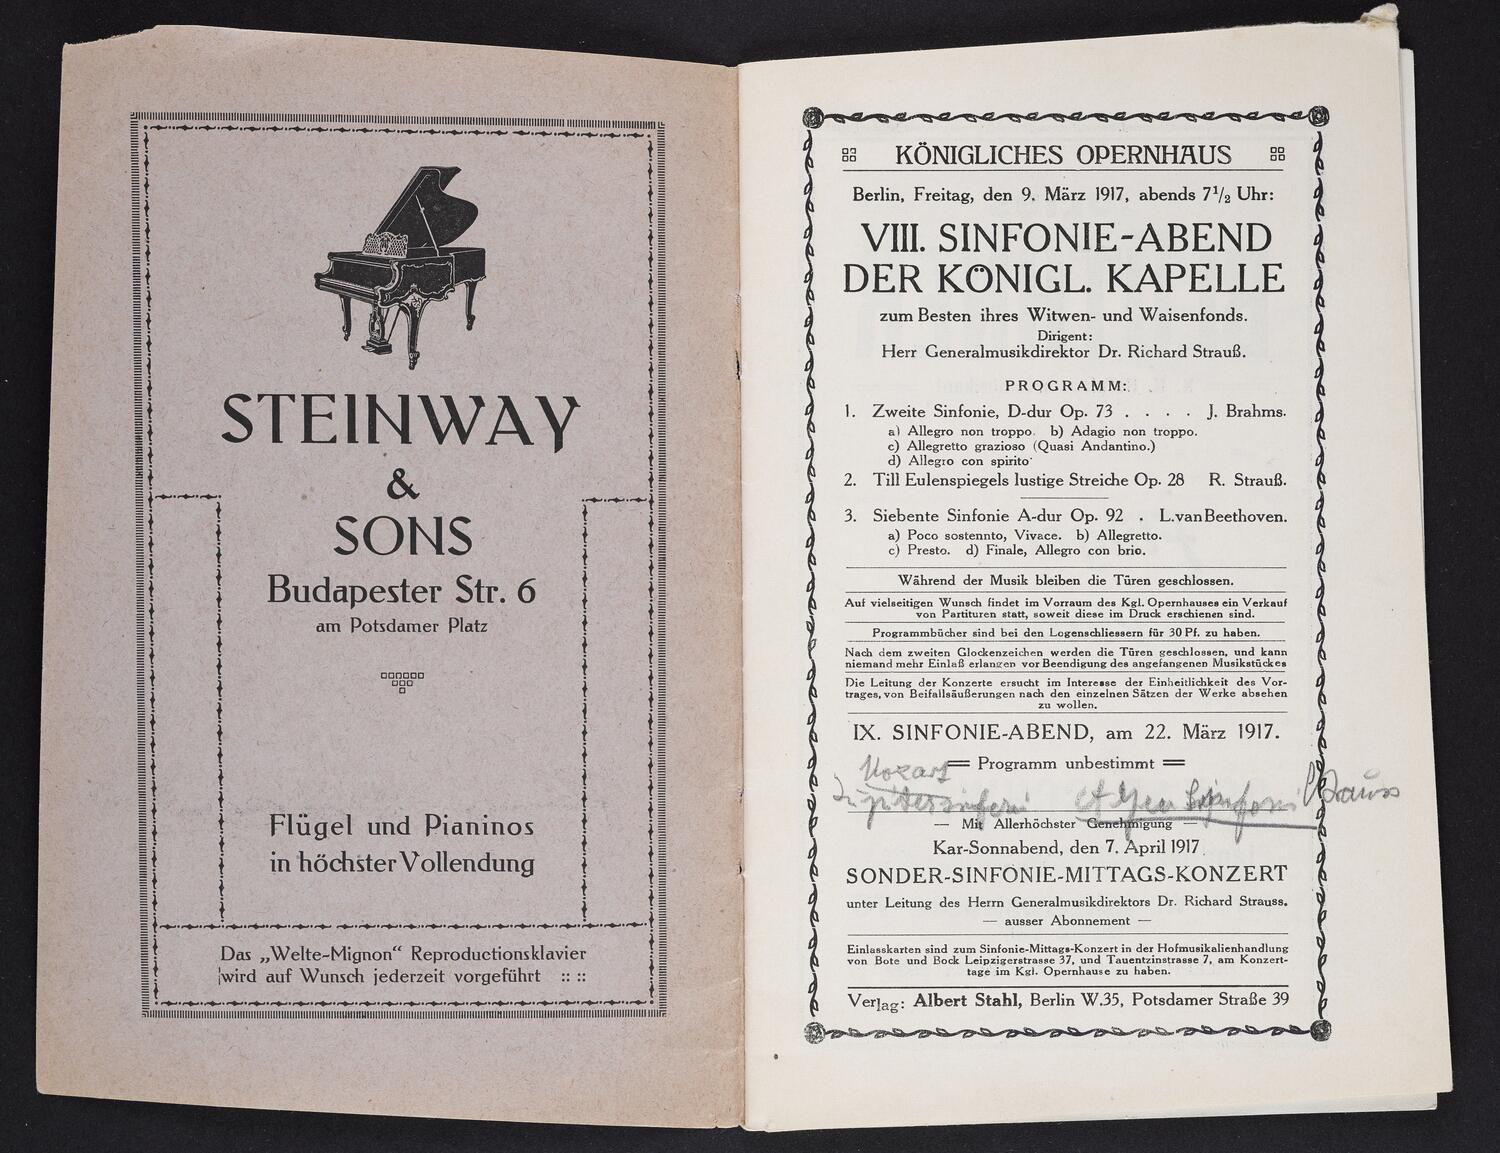 STEINWAY
&
SONS
Budapester Str. 6
am Potsdamer Platz
Flügel und Pianinos
in höchster Vollendung
Das „Welte-Mignon“ Reproductionsklavier
wird auf Wunsch jederzeit vorgeführt :: ::
KÖNIGLICHES OPERNHAUS
Berlin, Freitag, den 9. März 1917, abends 7½ Uhr:
VIII. SINFONIE-ABEND
DER KÖNIGL. KAPELLE
zum Besten ihres Witwen- und Waisenfonds.
Dirigent:
Herr Generalmusikdirektor Dr. Richard Strauß.
PROGRAMM:
1. Zweite Sinfonie, D-dur Op. 73 . . . . J. Brahms.
a) Allegro non troppo. b) Adagio non troppo.
c) Allegretto grazioso (Quasi Andantino.)
d) Allegro con spirito
2. Till Eulenspiegels lustige Streiche Op. 28 R. Strauß.
3. Siebente Sinfonie A-dur Op. 92 . L.van Beethoven.
a) Poco sostennto, Vivace. b) Allegretto.
c) Presto. d) Finale, Allegro con brio.
Während der Musik bleiben die Türen geschlossen.
Auf vielseitigen Wunsch findet im Vorraum des Kgl. Opernhauses ein Verkauf
von Partituren statt, soweit diese im Druck erschienen sind.
Programmbücher sind bei den Logenschliessern für 30 Pf. zu haben.
Nach dem zweiten Glockenzeichen werden die Türen geschlossen, und kann
niemand mehr Einlaß erlangen vor Beendigung des angefangenen Musikstückes
Die Leitung der Konzerte ersucht im Interesse der Einheitlichkeit des Vor-
trages, von Beifallsäußerungen nach den einzelnen Sätzen der Werke absehen
zu wollen.
IX. SINFONIE-ABEND, am 22. März 1917.
Programm unbestimmt
Mozart
Jupitersinfoni Alpen Sinfoni Strauss
— Mit Allerhöchster Genehmigung —
Kar-Sonnabend, den 7. April 1917
SONDER-SINFONIE-MITTAGS-KONZERT
unter Leitung des Herrn Generalmusikdirektors Dr. Richard Strauss.
— ausser Abonnement —
Einlasskarten sind zum Sinfonie-Mittags-Konzert in der Hofmusikalienhandlung
von Bote und Bock Leipzigerstrasse 37, und Tauentzinstrasse 7, am Konzert-
tage im Kgl. Opernhause zu haben.
Verlag: Albert Stahl, Berlin W.35, Potsdamer Straße 39